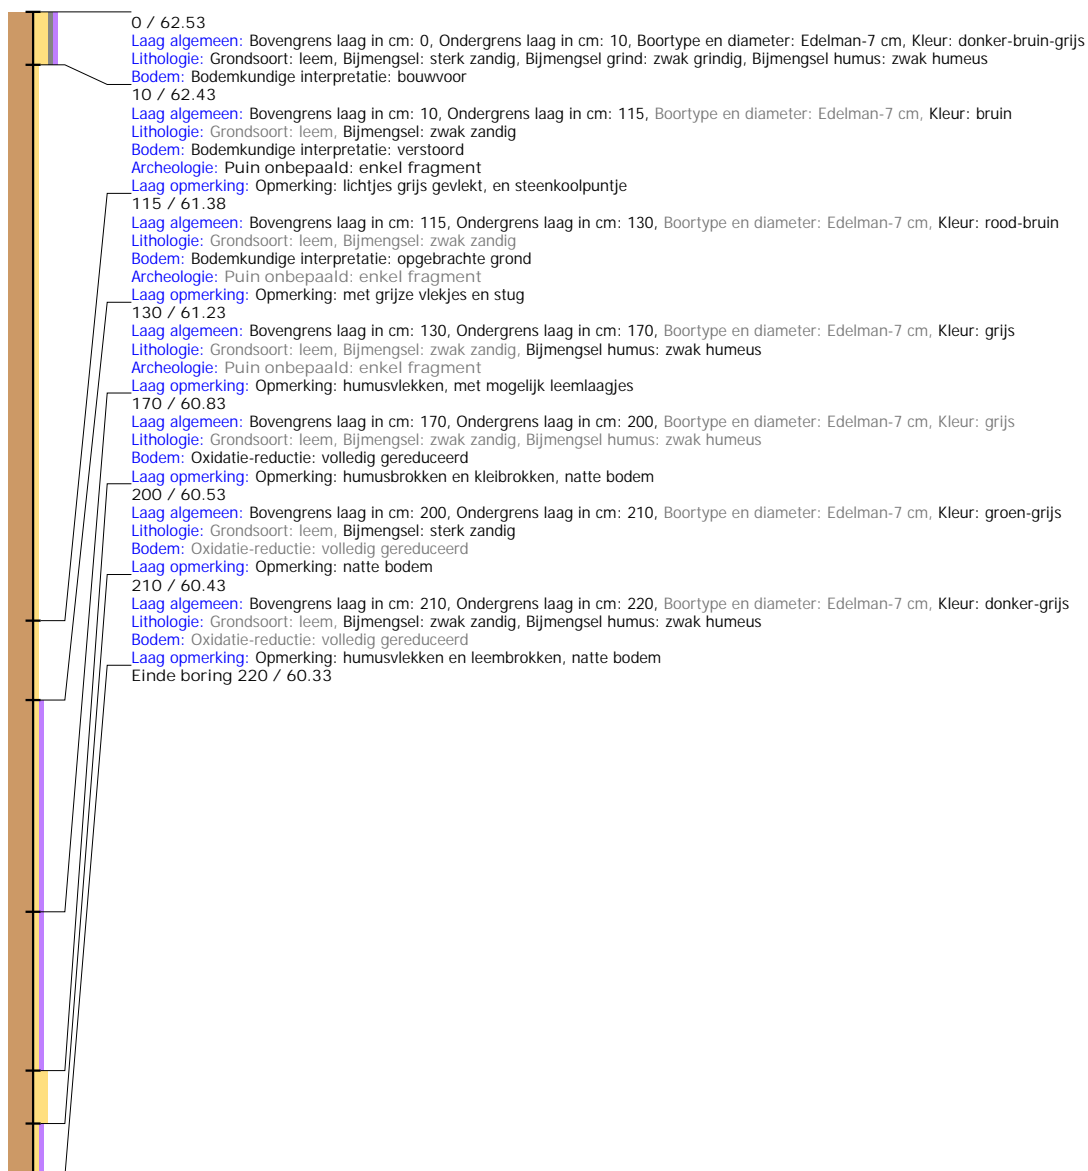 0 / 62.53
Laag algemeen: Bovengrens laag in cm: 0, Ondergrens laag in cm: 10, Boortype en diameter: Edelman-7 cm, Kleur: donker-bruin-grijs
Lithologie: Grondsoort: leem, Bijmengsel: sterk zandig, Bijmengsel grind: zwak grindig, Bijmengsel humus: zwak humeus
Bodem: Bodemkundige interpretatie: bouwvoor
10 / 62.43
Laag algemeen: Bovengrens laag in cm: 10, Ondergrens laag in cm: 115, Boortype en diameter: Edelman-7 cm, Kleur: bruin
Lithologie: Grondsoort: leem, Bijmengsel: zwak zandig
Bodem: Bodemkundige interpretatie: verstoord
Archeologie: Puin onbepaald: enkel fragment
Laag opmerking: Opmerking: lichtjes grijs gevlekt, en steenkoolpuntje
115 / 61.38
Laag algemeen: Bovengrens laag in cm: 115, Ondergrens laag in cm: 130, Boortype en diameter: Edelman-7 cm, Kleur: rood-bruin
Lithologie: Grondsoort: leem, Bijmengsel: zwak zandig
Bodem: Bodemkundige interpretatie: opgebrachte grond
Archeologie: Puin onbepaald: enkel fragment
Laag opmerking: Opmerking: met grijze vlekjes en stug
130 / 61.23
Laag algemeen: Bovengrens laag in cm: 130, Ondergrens laag in cm: 170, Boortype en diameter: Edelman-7 cm, Kleur: grijs
Lithologie: Grondsoort: leem, Bijmengsel: zwak zandig, Bijmengsel humus: zwak humeus
Archeologie: Puin onbepaald: enkel fragment
Laag opmerking: Opmerking: humusvlekken, met mogelijk leemlaagjes
170 / 60.83
Laag algemeen: Bovengrens laag in cm: 170, Ondergrens laag in cm: 200, Boortype en diameter: Edelman-7 cm, Kleur: grijs
Lithologie: Grondsoort: leem, Bijmengsel: zwak zandig, Bijmengsel humus: zwak humeus
Bodem: Oxidatie-reductie: volledig gereduceerd
Laag opmerking: Opmerking: humusbrokken en kleibrokken, natte bodem
200 / 60.53
Laag algemeen: Bovengrens laag in cm: 200, Ondergrens laag in cm: 210, Boortype en diameter: Edelman-7 cm, Kleur: groen-grijs
Lithologie: Grondsoort: leem, Bijmengsel: sterk zandig
Bodem: Oxidatie-reductie: volledig gereduceerd
Laag opmerking: Opmerking: natte bodem
210 / 60.43
Laag algemeen: Bovengrens laag in cm: 210, Ondergrens laag in cm: 220, Boortype en diameter: Edelman-7 cm, Kleur: donker-grijs
Lithologie: Grondsoort: leem, Bijmengsel: zwak zandig, Bijmengsel humus: zwak humeus
Bodem: Oxidatie-reductie: volledig gereduceerd
Laag opmerking: Opmerking: humusvlekken en leembrokken, natte bodem
Einde boring 220 / 60.33